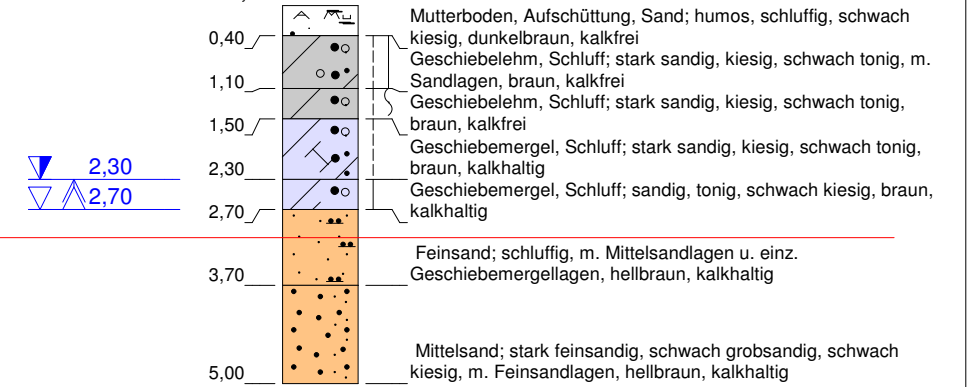 Mutterboden, Aufschüttung, Sand; humos, schluffig, schwach
kiesig, dunkelbraun, kalkfrei
0,40
Geschiebelehm, Schluff; stark sandig, kiesig, schwach tonig, m.
Sandlagen, braun, kalkfrei
1,10
Geschiebelehm, Schluff; stark sandig, kiesig, schwach tonig,
braun, kalkfrei
1,50
Geschiebemergel, Schluff; stark sandig, kiesig, schwach tonig,
braun, kalkhaltig
2,30
2,30
Geschiebemergel, Schluff; sandig, tonig, schwach kiesig, braun,
kalkhaltig
2,70
2,70
Feinsand; schluffig, m. Mittelsandlagen u. einz.
Geschiebemergellagen, hellbraun, kalkhaltig
3,70
Mittelsand; stark feinsandig, schwach grobsandig, schwach
kiesig, m. Feinsandlagen, hellbraun, kalkhaltig
5,00